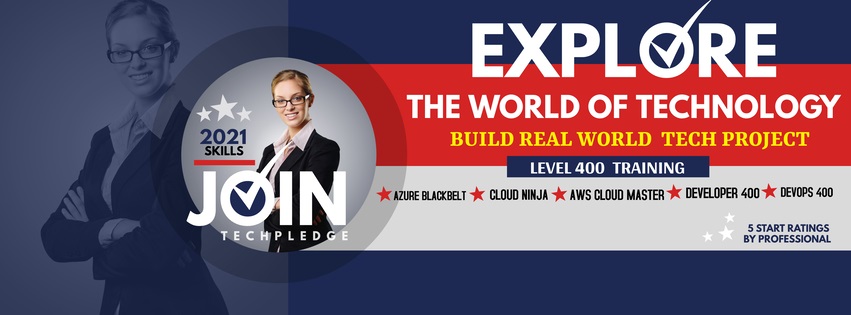 EXPLORE
THE WORLD OF TECHNOLOGY
BUILD REAL WORLD TECH PROJECT
LEVEL 400 TRAINING
AZURE BLACKBELT CLOUD NINJA AWS CLOUD MASTER DEVELOPER 400 DEVOPS 400
2021
SKILLS
JOIN
TECHPLEDGE
5 START RATINGS
BY PROFESSIONAL